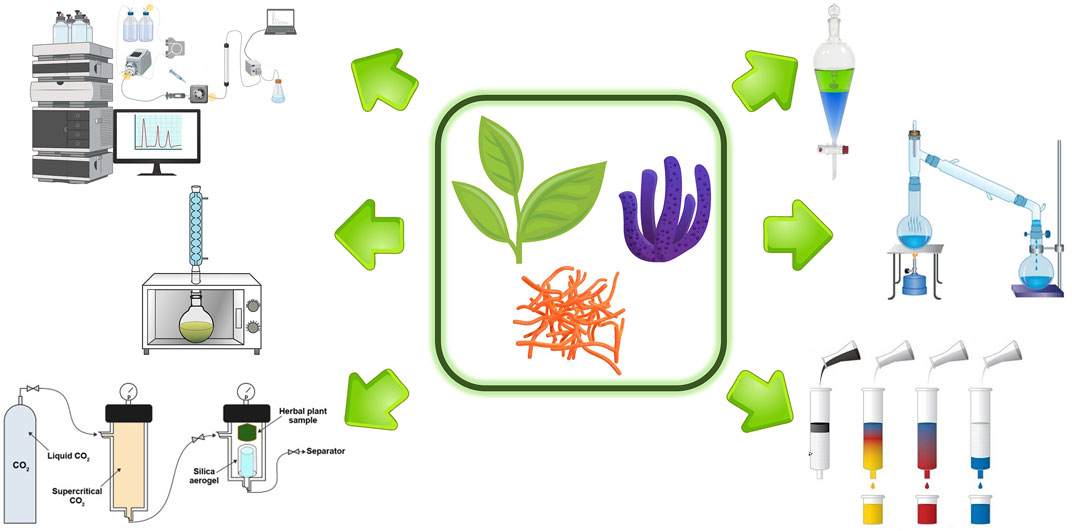 P
P
Herbal plant
sample
Liquid CO₂
CO₂
Silica
aerogel
Separator
Supercritical
CO₂